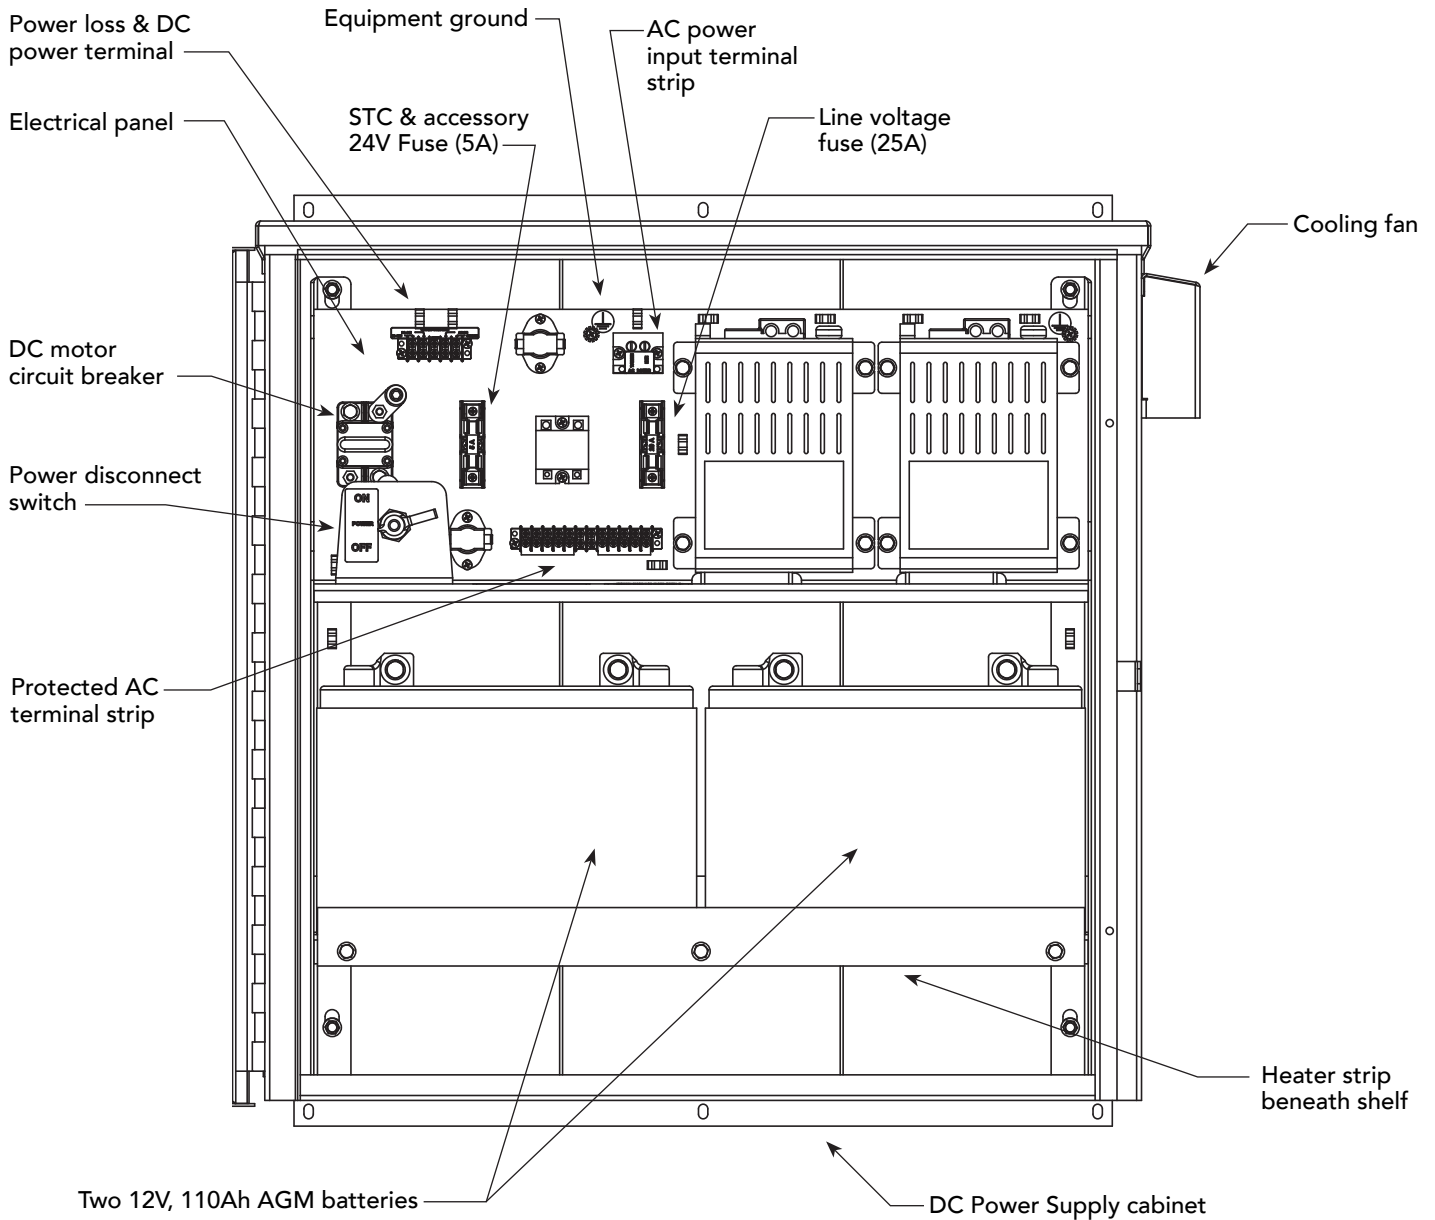 Power loss & DC
power terminal
Equipment ground
AC power
input terminal
strip
Electrical panel
STC & accessory
24V Fuse (5A)
Line voltage
fuse (25A)
Cooling fan
DC motor
circuit breaker
Power disconnect
switch
ON
POWER
OFF
Protected AC
terminal strip
Heater strip
beneath shelf
Two 12V, 110Ah AGM batteries
DC Power Supply cabinet